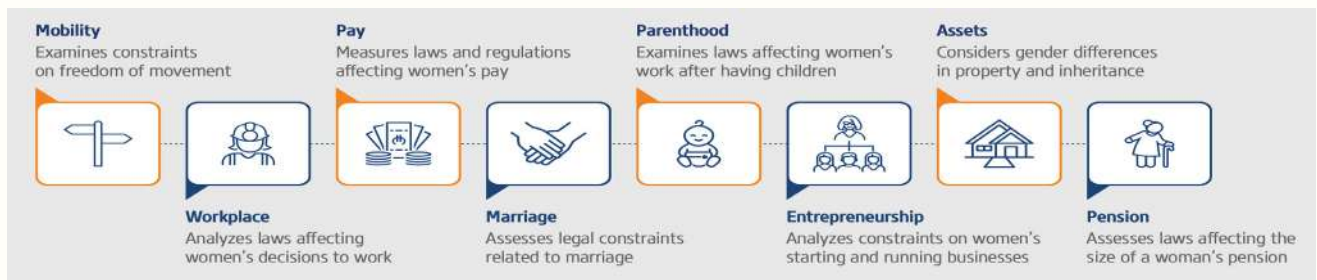 Mobility
Examines constraints
on freedom of movement
Pay
Measures laws and regulations
affecting women's pay
Parenthood
Examines laws affecting women's
work after having children
Assets
Considers gender differences
in property and inheritance
Workplace
Analyzes laws affecting
women's decisions to work
Marriage
Assesses legal constraints
related to marriage
Entrepreneurship
Analyzes constraints on women's
starting and running businesses
Pension
Assesses laws affecting the
size of a woman's pension